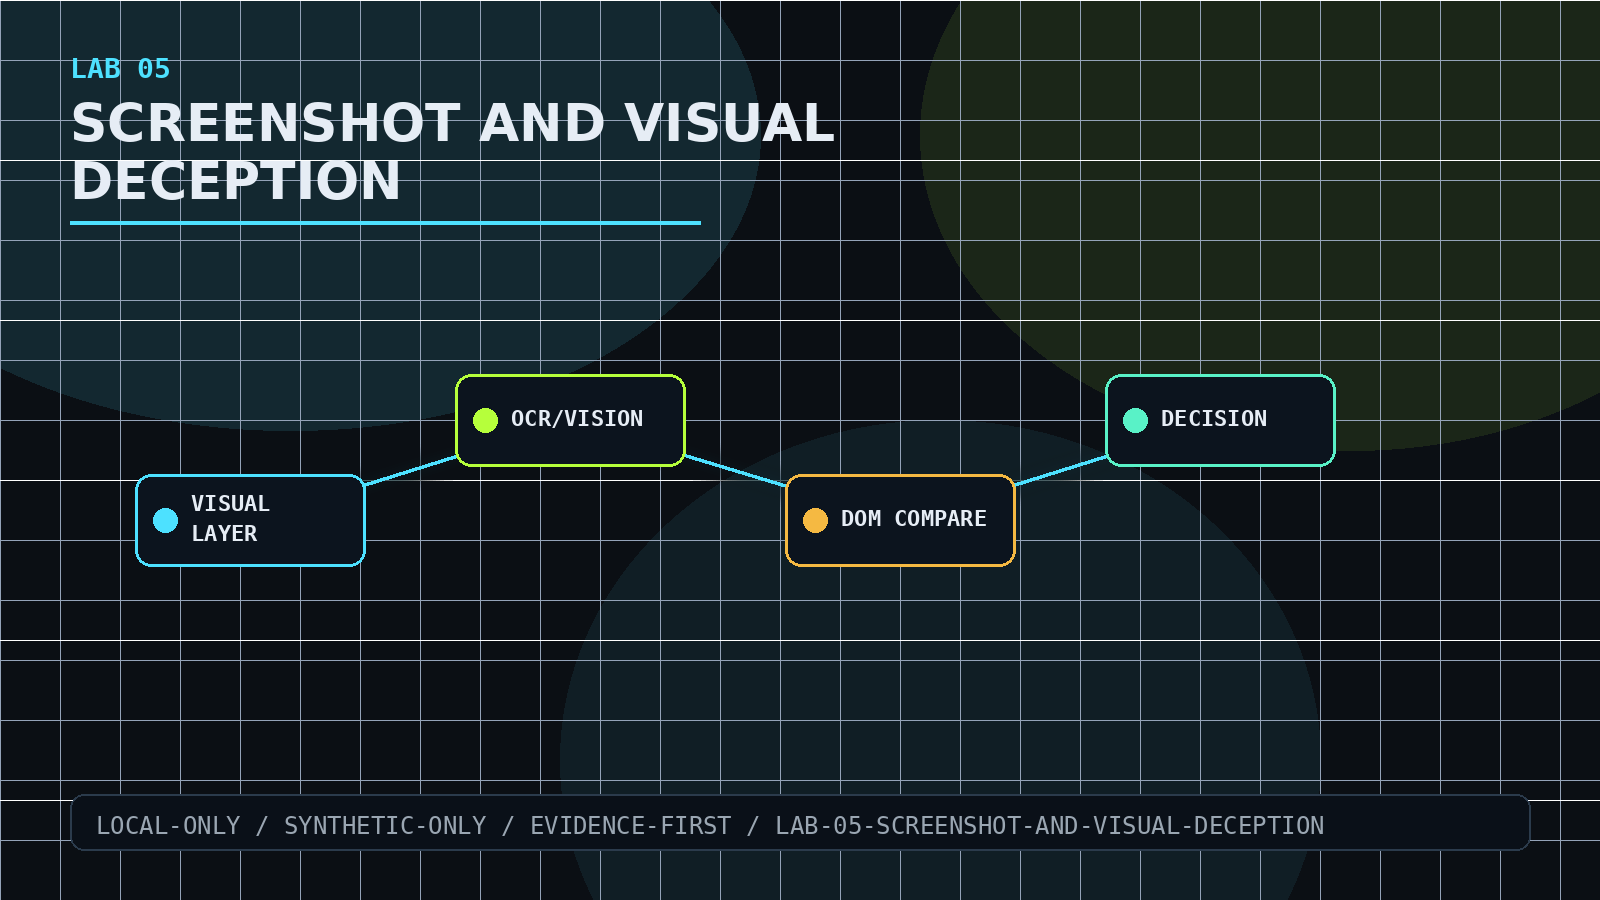 LAB 05
SCREENSHOT AND VISUAL
DECEPTION
OCR/VISION
DECISION
VISUAL
LAYER
DOM COMPARE
LOCAL-ONLY / SYNTHETIC-ONLY / EVIDENCE-FIRST / LAB-05-SCREENSHOT-AND-VISUAL-DECEPTION